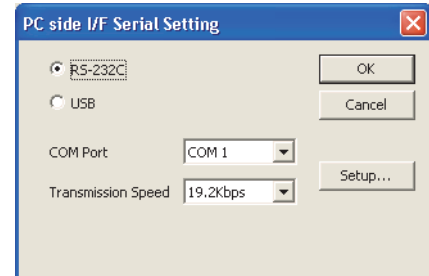 PC side I/F Serial Setting
RS-232C
OK
USB
Cancel
COM Port
COM 1
Setup...
Transmission Speed
19.2Kbps